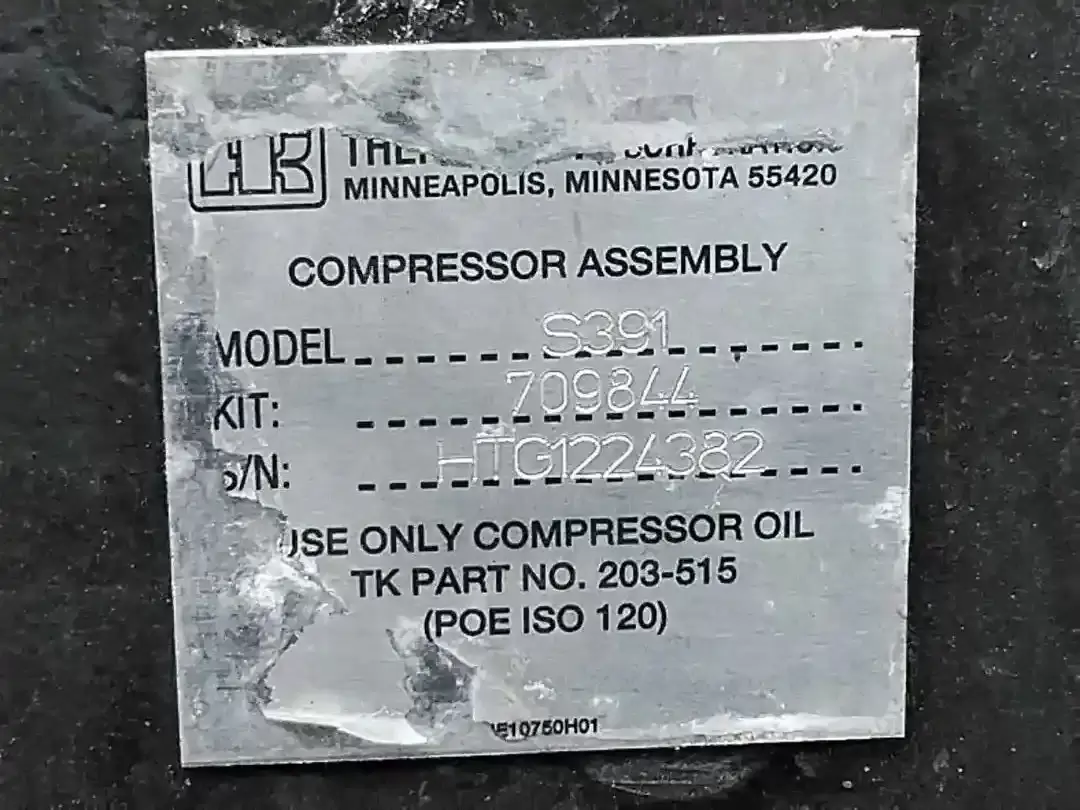 MINNEAPOLIS, MINNESOTA 55420
COMPRESSOR ASSEMBLY
MODEL S391
KIT: 709844
S/N: HTG1224382
USE ONLY COMPRESSOR OIL
TK PART NO. 203-515
(POE ISO 120)